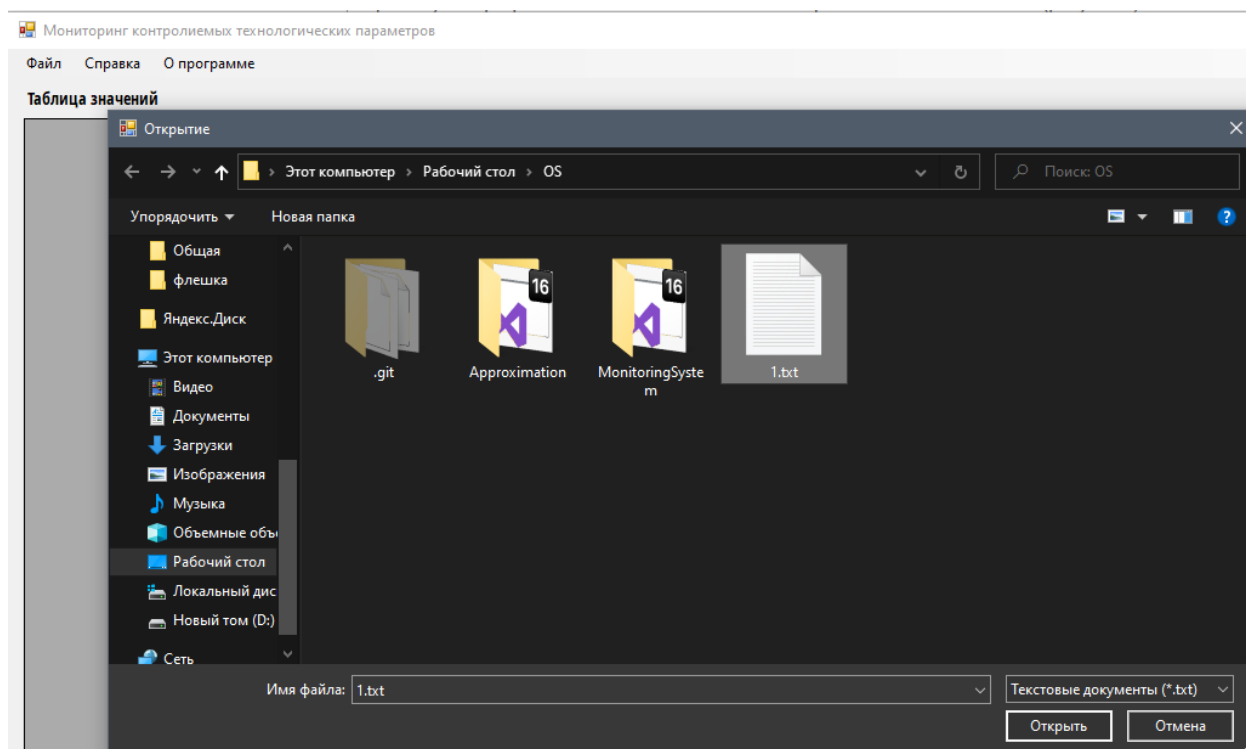 Мониторинг контролиемых технологических параметров
Файл Справка О программе
Таблица значений
Открытие
Этот компьютер › Рабочий стол › OS
Поиск: OS
Упорядочить Новая папка
Общая
флешка
Яндекс.Диск
Этот компьютер
Видео
Документы
Загрузки
Изображения
Музыка
Объемные объ
Рабочий стол
Локальный дис
Новый том (D:)
Сеть
.git
16
Approximation
16
MonitoringSyste
m
1.txt
Имя файла: 1.txt
Текстовые документы (*.txt)
Открыть Отмена